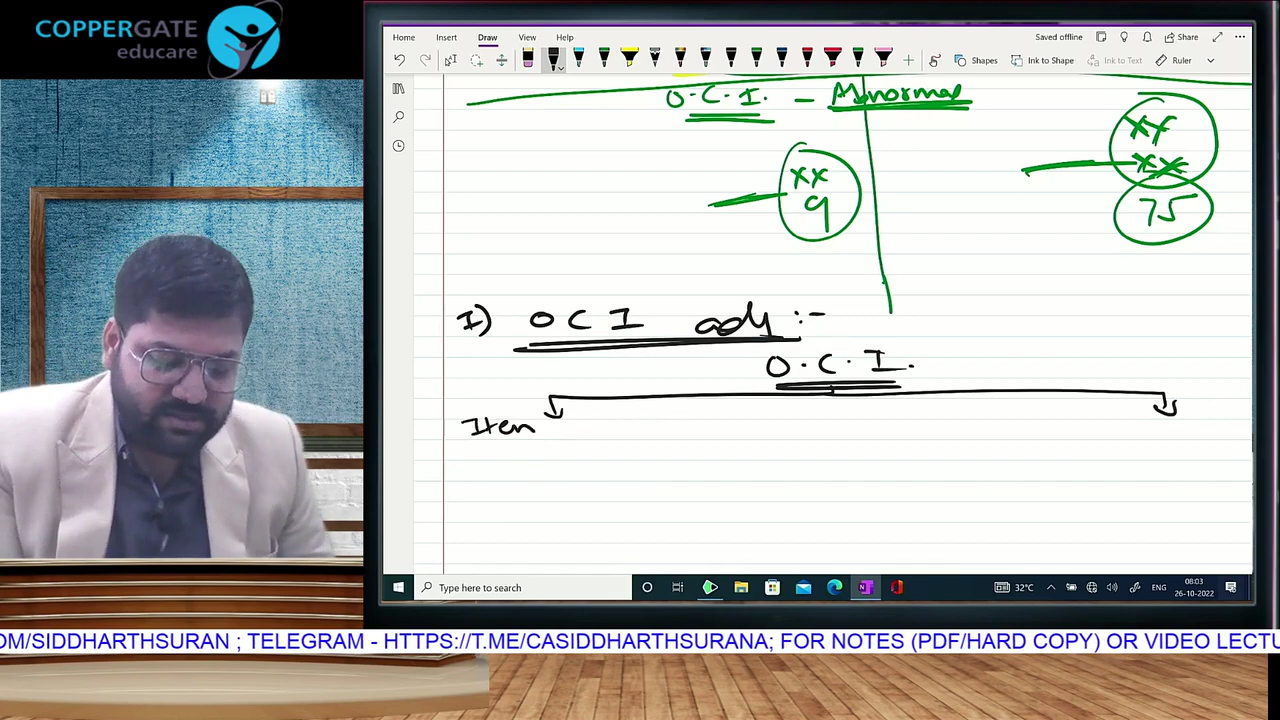 COPPERGATE
educare
Home Insert Draw View Help
Saved offline
Share
Shapes
Ink to Shape
Ink to Text
Ruler
O.C.I. - Abnormal
xx
9
xx
xx
75
I) OCI adj :-
O.C.I.
Item
Type here to search
32°C
ENG
08:03
26-10-2022
OM/SIDDHARTHSURAN ; TELEGRAM - HTTPS://T.ME/CASIDDHARTHSURANA; FOR NOTES (PDF/HARD COPY) OR VIDEO LECTU